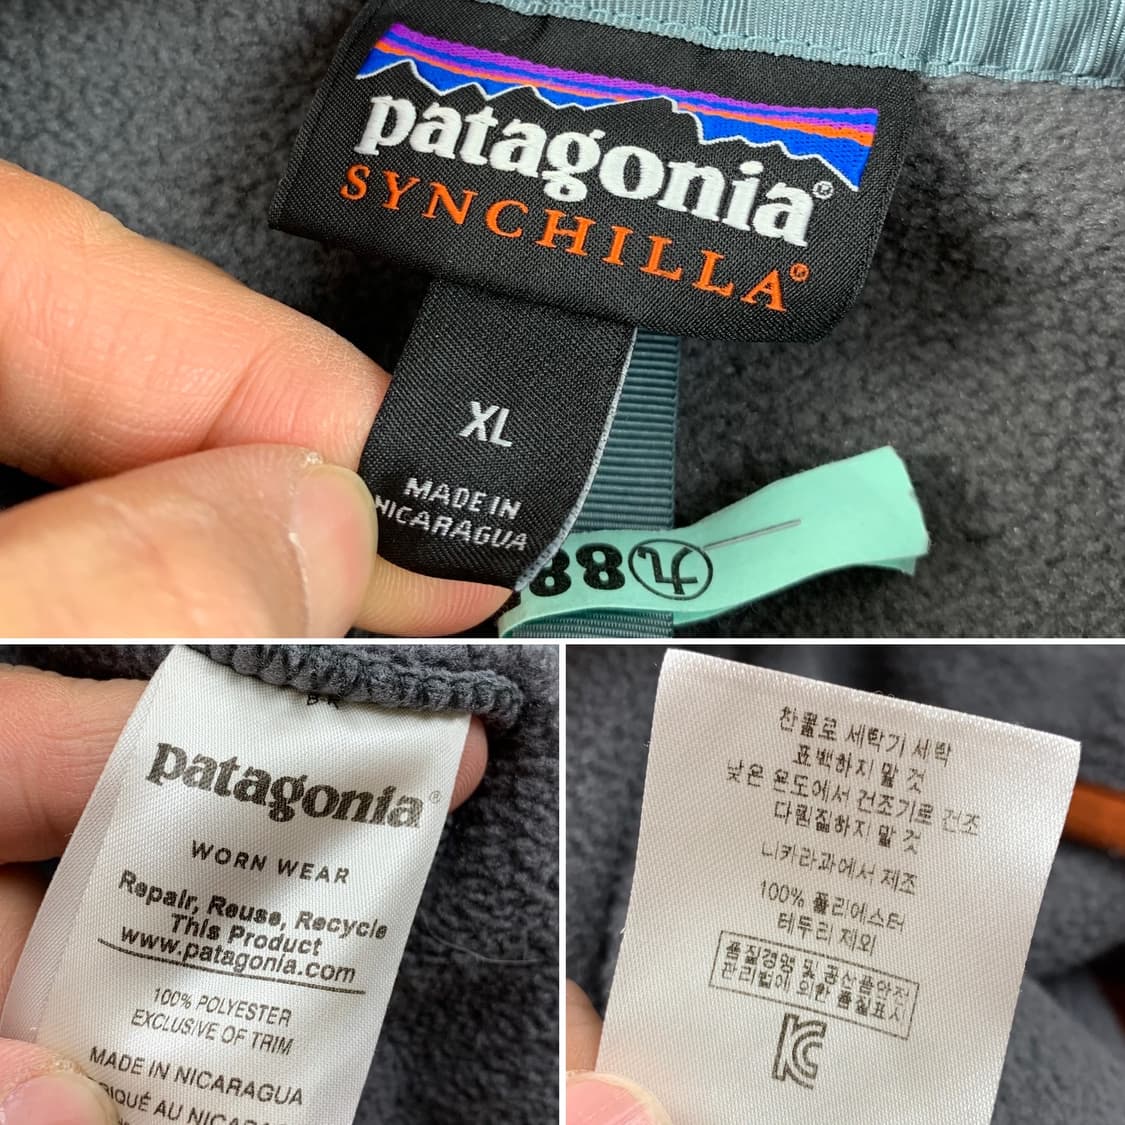 patagonia®
SYNCHILLA®
XL
MADE IN
NICARAGUA
88
patagonia®
WORN WEAR
Repair, Reuse, Recycle
This Product
www.patagonia.com
100% POLYESTER
EXCLUSIVE OF TRIM
MADE IN NICARAGUA
AU
찬물로 세탁기 세탁
표백하지 말 것
낮은 온도에서 건조기로 건조
다림질하지 말 것
니카라과에서 제조
100% 폴리에스터
테두리 제외
품질경영 및 공산품안전
관리법에 의한 품질표시